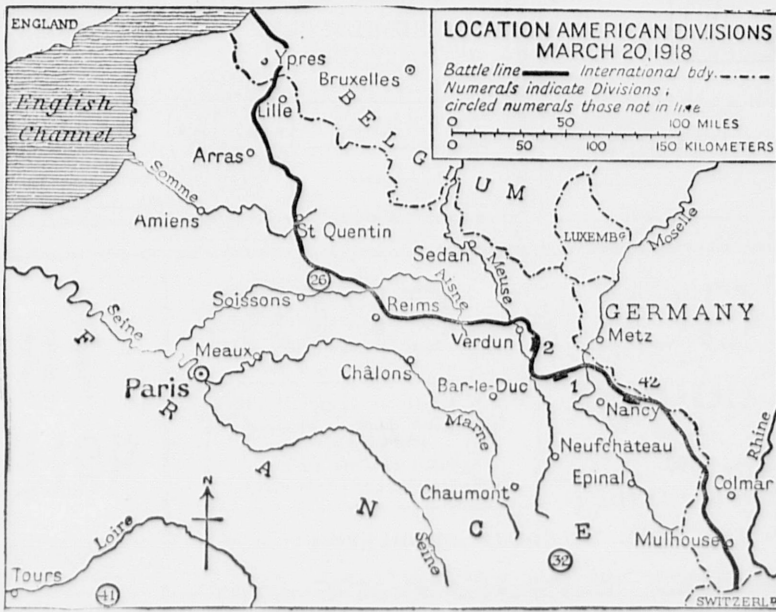 ENGLAND
LOCATION AMERICAN DIVISIONS
MARCH 20, 1918
Battle line International bdy.
Numerals indicate Divisions;
circled numerals those not in line
0 50 100 MILES
0 50 100 150 KILOMETERS
Ypres
Bruxelles
English
Channel
Lille
BELGIUM
Arras
Somme
Amiens
St Quentin
LUXEMBG
Moselle
Sedan
Meuse
26
Aisne
Soissons
Reims
GERMANY
Seine
Verdun
2
Metz
Meaux
Châlons
Paris
Bar-le-Duc
1
42
Nancy
Marne
Neufchâteau
Rhine
Epinal
Colmar
Chaumont
N
FRANCE
Seine
Mulhouse
Loire
32
Tours
41
SWITZERLD